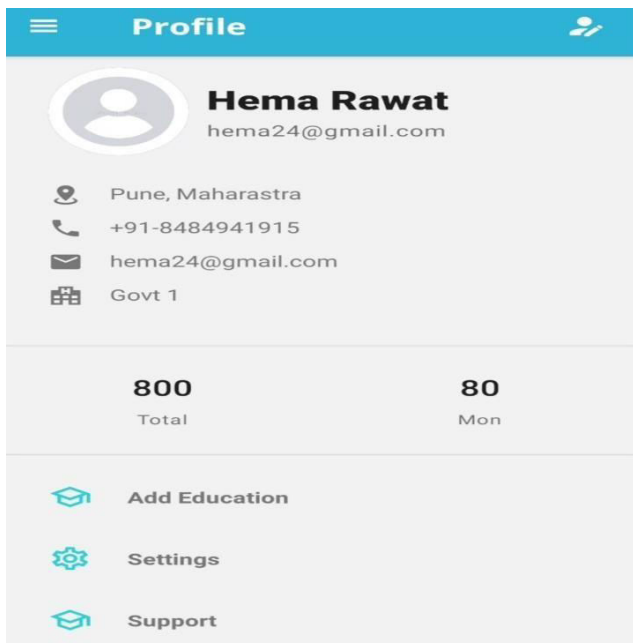 Profile
Hema Rawat
hema24@gmail.com
Pune, Maharastra
+91-8484941915
hema24@gmail.com
Govt 1
800 80
Total Mon
Add Education
Settings
Support